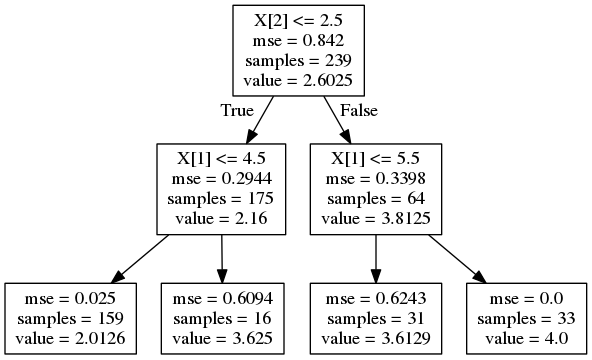 X[2] <= 2.5
mse = 0.842
samples = 239
value = 2.6025
True
False
X[1] <= 4.5
mse = 0.2944
samples = 175
value = 2.16
X[1] <= 5.5
mse = 0.3398
samples = 64
value = 3.8125
mse = 0.025
samples = 159
value = 2.0126
mse = 0.6094
samples = 16
value = 3.625
mse = 0.6243
samples = 31
value = 3.6129
mse = 0.0
samples = 33
value = 4.0